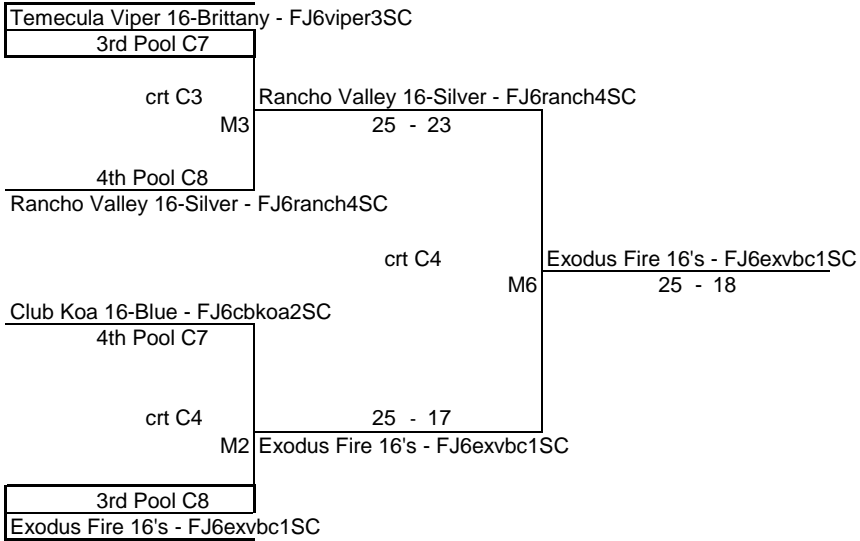 Temecula Viper 16-Brittany - FJ6viper3SC
3rd Pool C7
crt C3
Rancho Valley 16-Silver - FJ6ranch4SC
M3
25 - 23
4th Pool C8
Rancho Valley 16-Silver - FJ6ranch4SC
crt C4
Exodus Fire 16's - FJ6exvbc1SC
M6
25 - 18
Club Koa 16-Blue - FJ6cbkoa2SC
4th Pool C7
crt C4
25 - 17
M2
Exodus Fire 16's - FJ6exvbc1SC
3rd Pool C8
Exodus Fire 16's - FJ6exvbc1SC